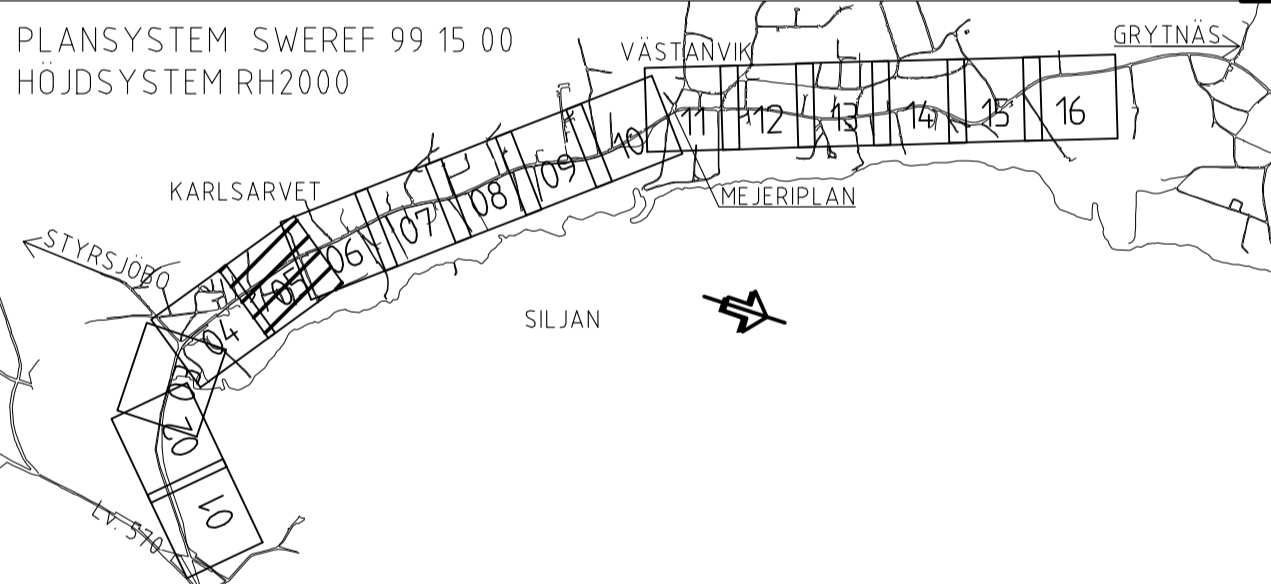 PLANSYSTEM SWEREF 99 15 00
HÖJDSYSTEM RH2000
VÄSTANVIK
GRYTNÄS
KARLSARVET
MEJERIPLAN
STYRSJÖBO
SILJAN
LV. 570
01
02
03
04
05
06
07
08
09
10
11
12
13
14
15
16